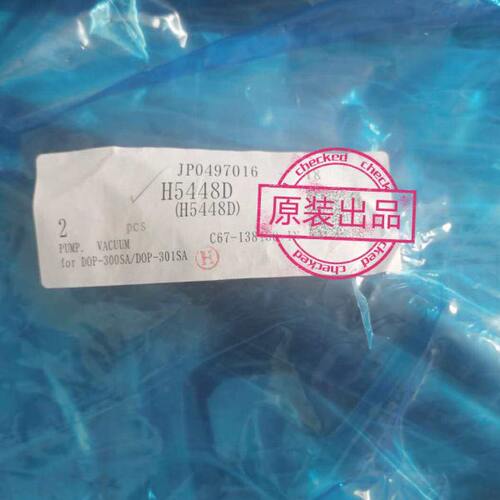 JP0497016
H5448D
(H5448D)
2 pcs
PUMP. VACUUM
for DOP-300SA/DOP-301SA
H
checked
原装出品
checked